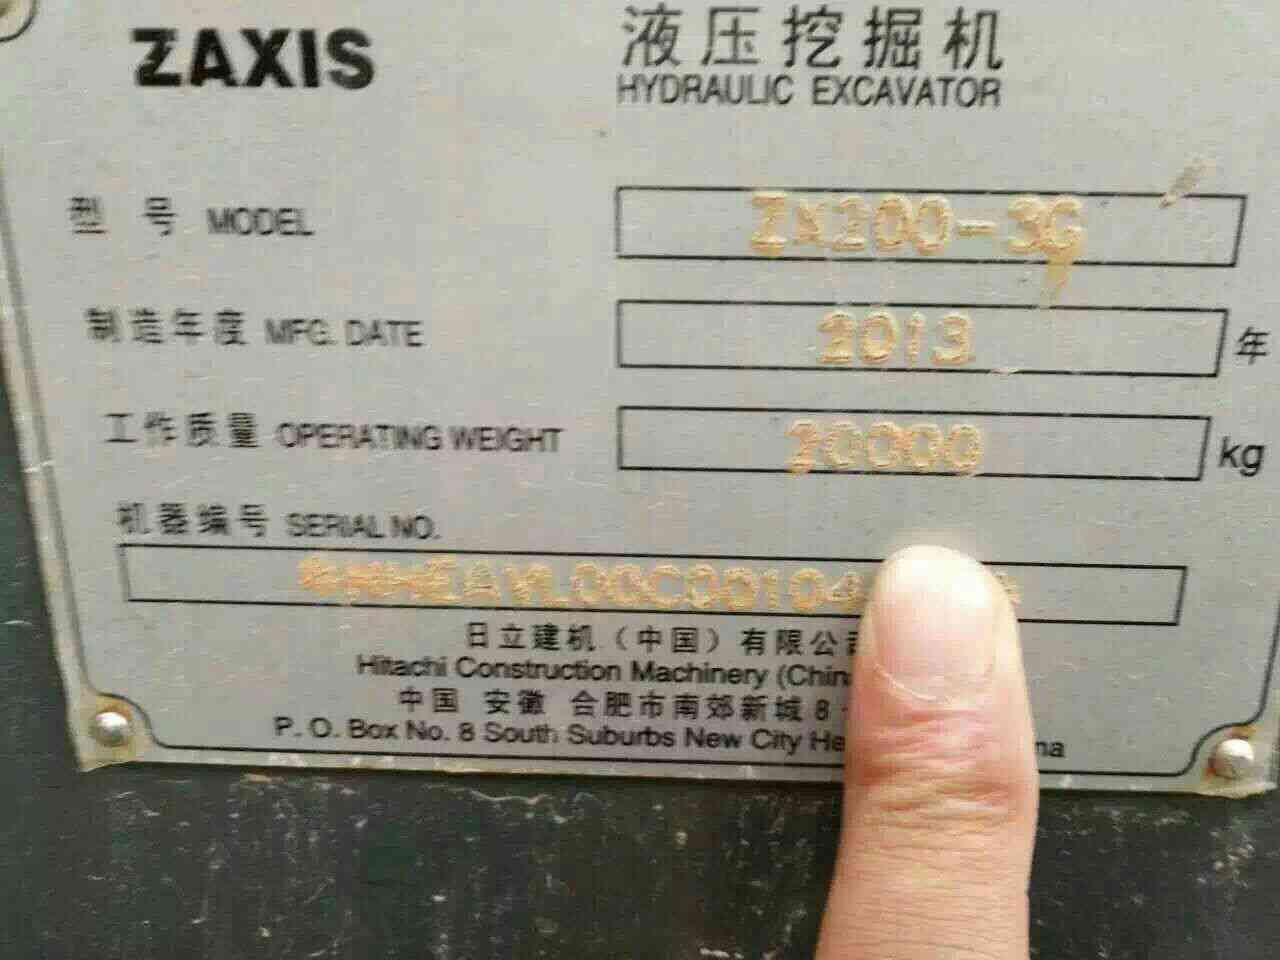 ZAXIS
液压挖掘机
HYDRAULIC EXCAVATOR
型 号 MODEL ZX200-3G
制造年度 MFG. DATE 2013 年
工作质量 OPERATING WEIGHT 20000 kg
机器编号 SERIAL NO.
日立建机（中国）有限公司
Hitachi Construction Machinery (China
中国 安徽 合肥市南郊新城 8
P. O. Box No. 8 South Suburbs New City